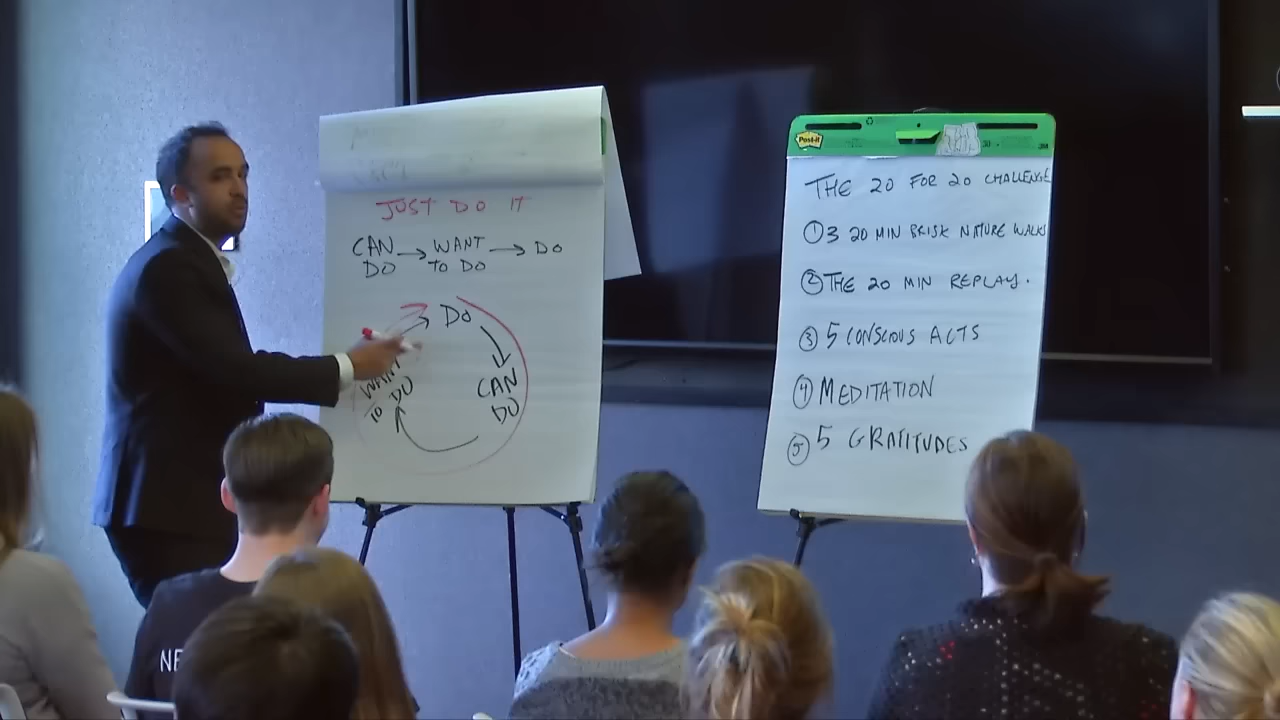 JUST DO IT
CAN DO → WANT TO DO → DO
DO
CAN
DO
WANT
TO DO
Post-it
THE 20 FOR 20 CHALLENGE
① 3 20 MIN BRISK NATURE WALKS
② THE 20 MIN REPLAY.
③ 5 CONSCIOUS ACTS
④ MEDITATION
⑤ 5 GRATITUDES